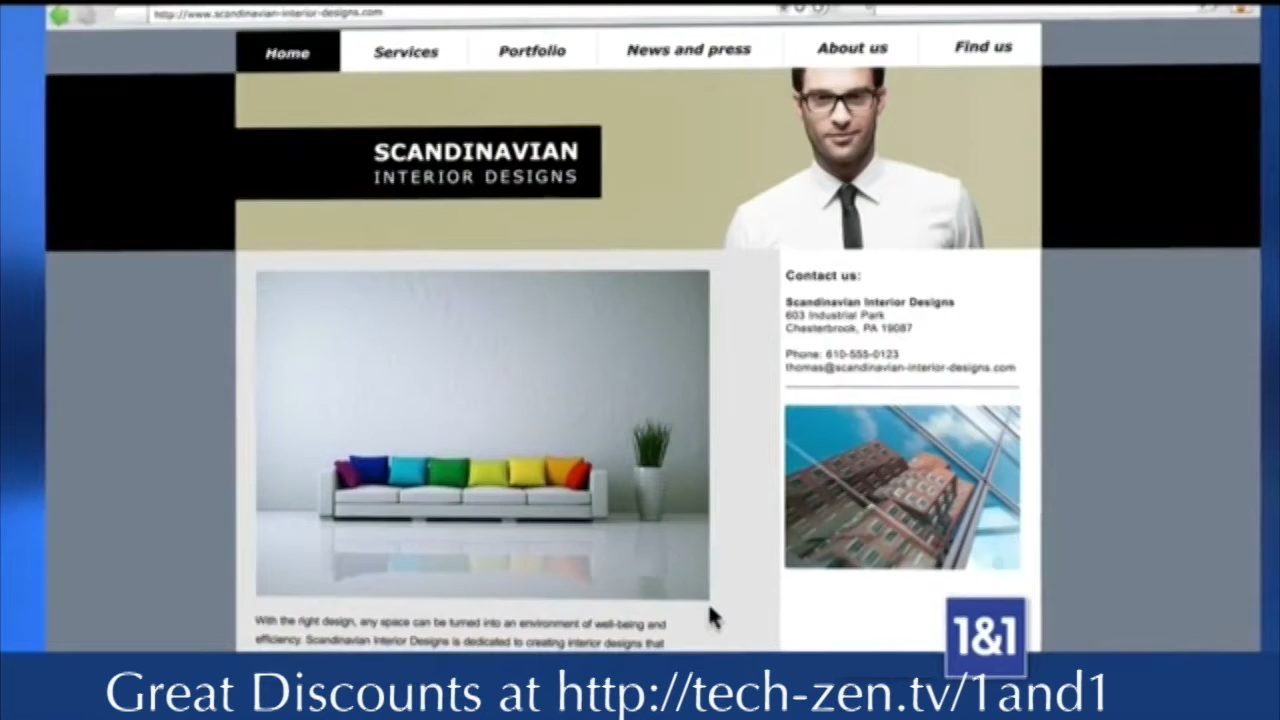 http://www.scandinavian-interior-designs.com
Home Services Portfolio News and press About us Find us
SCANDINAVIAN
INTERIOR DESIGNS
Contact us:
Scandinavian Interior Designs
603 Industrial Park
Chesterbrook, PA 19087
Phone: 610-555-0123
thomas@scandinavian-interior-designs.com
With the right design, any space can be turned into an environment of well-being and
efficiency. Scandinavian Interior Designs is dedicated to creating interior designs that
1&1
Great Discounts at http://tech-zen.tv/1and1